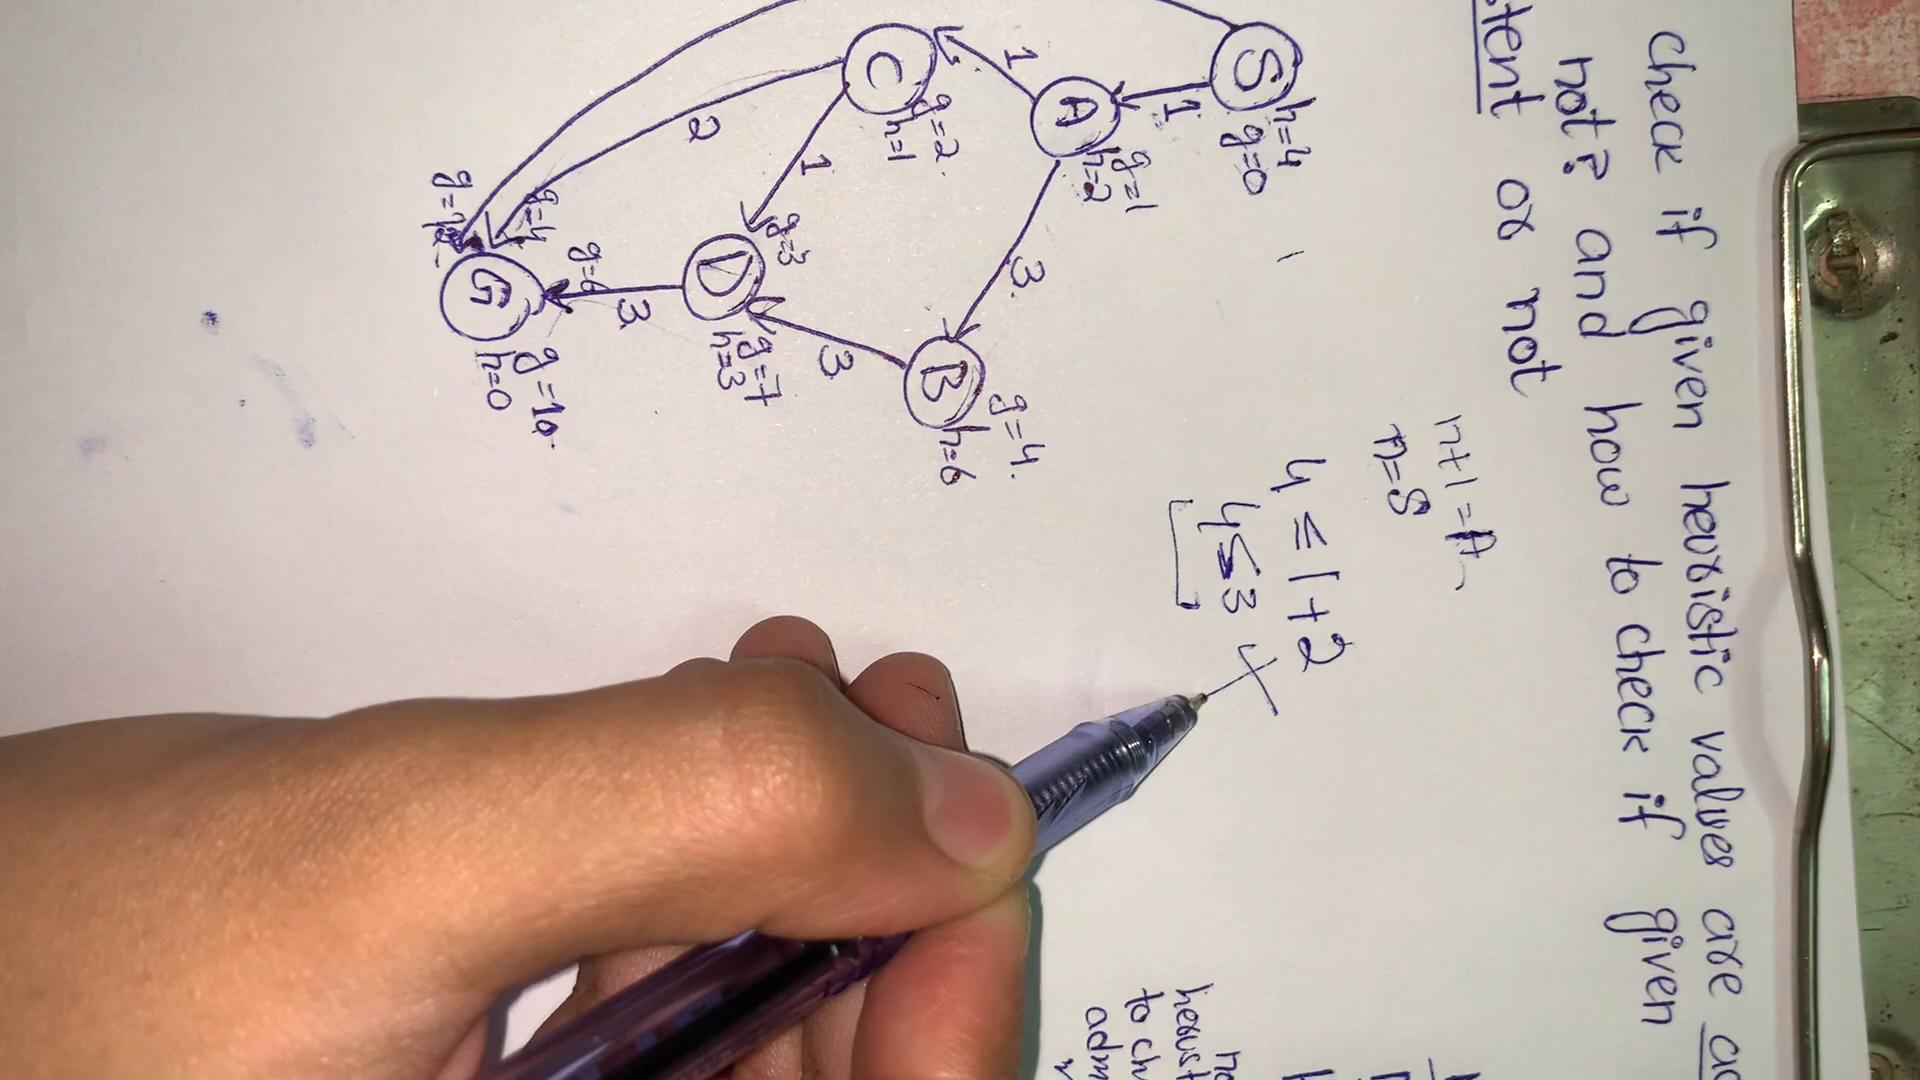 check if given heuristic values are
not? and how to check if given
or not
n+1=A
n=S
4 ≤ 1+2
4≤3
S
h=4
g=0
1
A
g=1
h=2
1
3
C
g=2
h=1
B
g=4
h=6
2
1
3
D
g=3
g=7
h=3
3
g=6
g=4
G
g=10
h=0
to